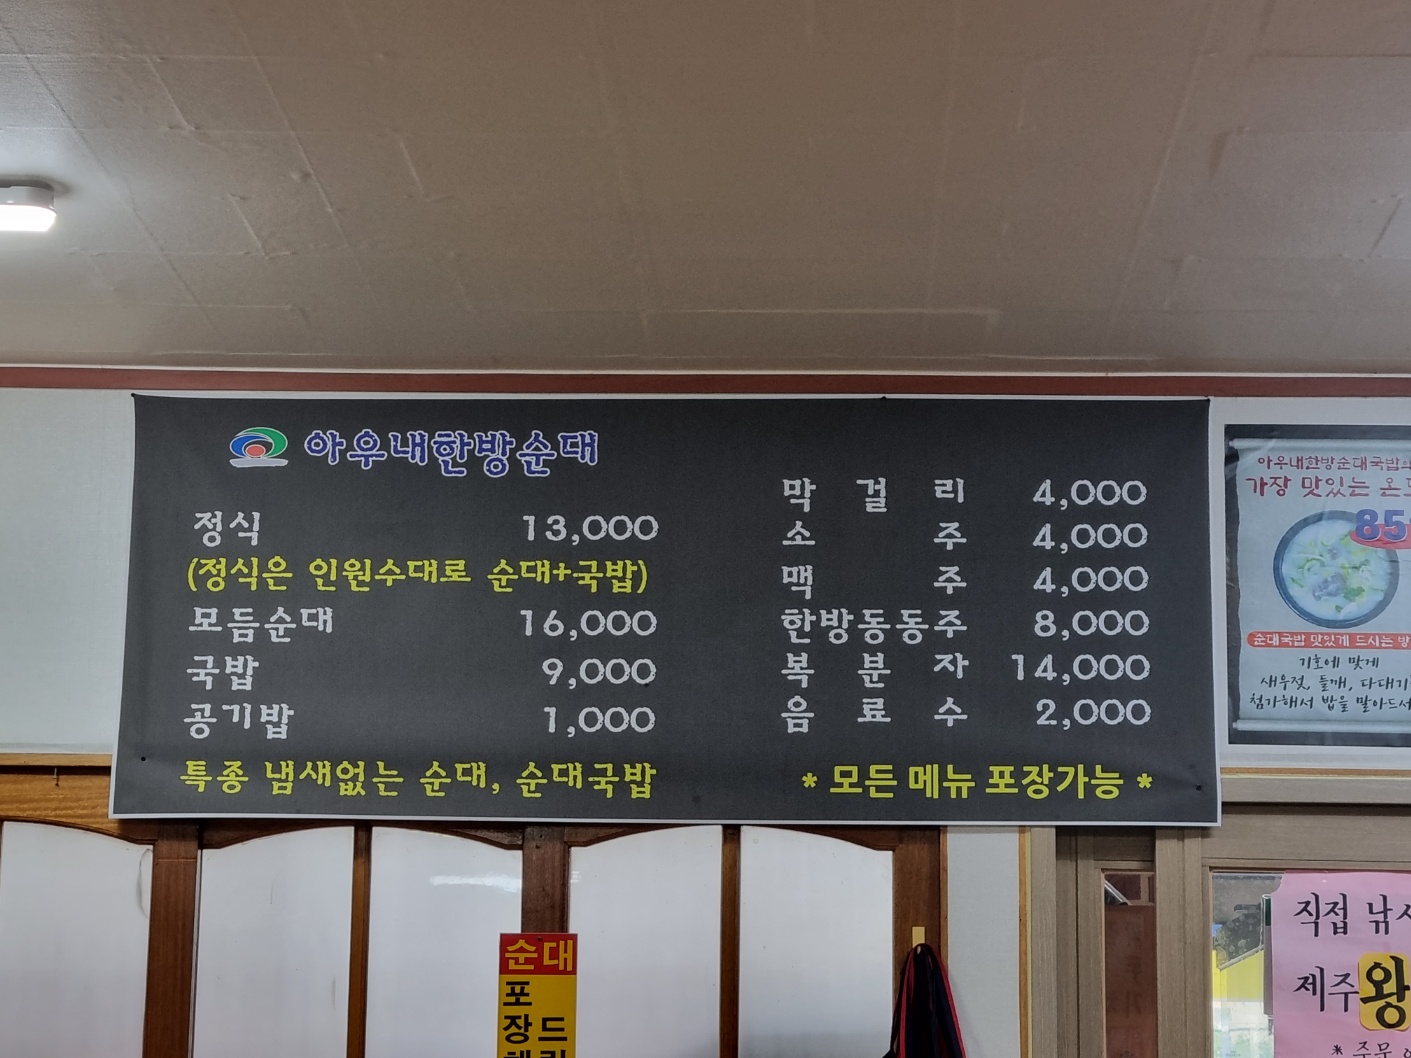 아우내한방순대
정식 13,000
(정식은 인원수대로 순대+국밥)
모듬순대 16,000
국밥 9,000
공기밥 1,000
특종 냄새없는 순대, 순대국밥
막걸리 4,000
소주 4,000
맥주 4,000
한방동동주 8,000
복분자 14,000
음료수 2,000
* 모든 메뉴 포장가능 *
아우내한방순대국밥의
가장 맛있는 온도
85
순대국밥 맛있게 드시는 방
기호에 맞게
새우젓, 들깨, 다대기
첨가해서 밥을 말아드세
순대
포
장드
직접 낚시
제주왕
* 주문